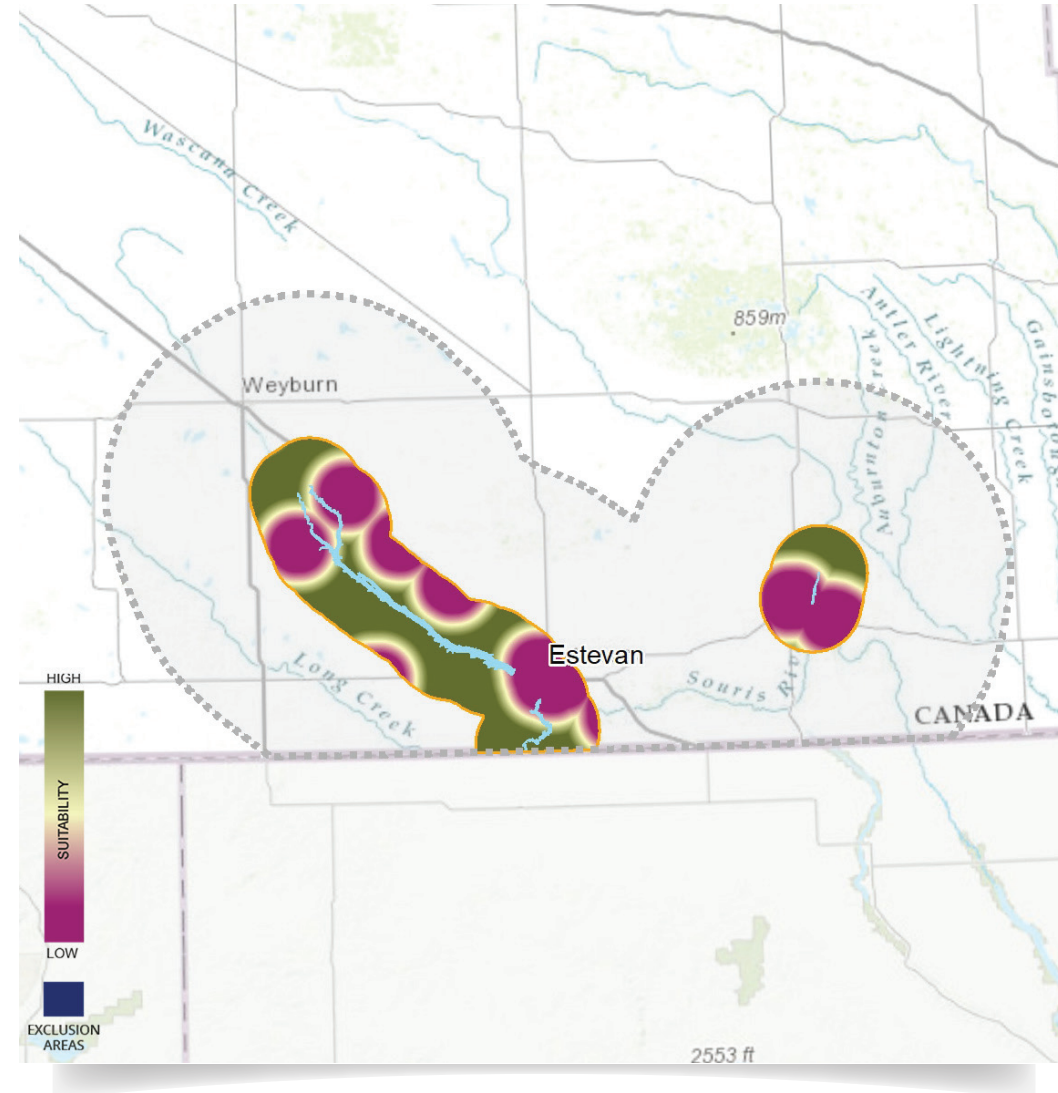 Wascana Creek
859m
Antler River
Lightning Creek
Auburnton Creek
Weyburn
Estevan
Long Creek
Souris
CANADA
HIGH
SUITABILITY
LOW
EXCLUSION
AREAS
2553 ft